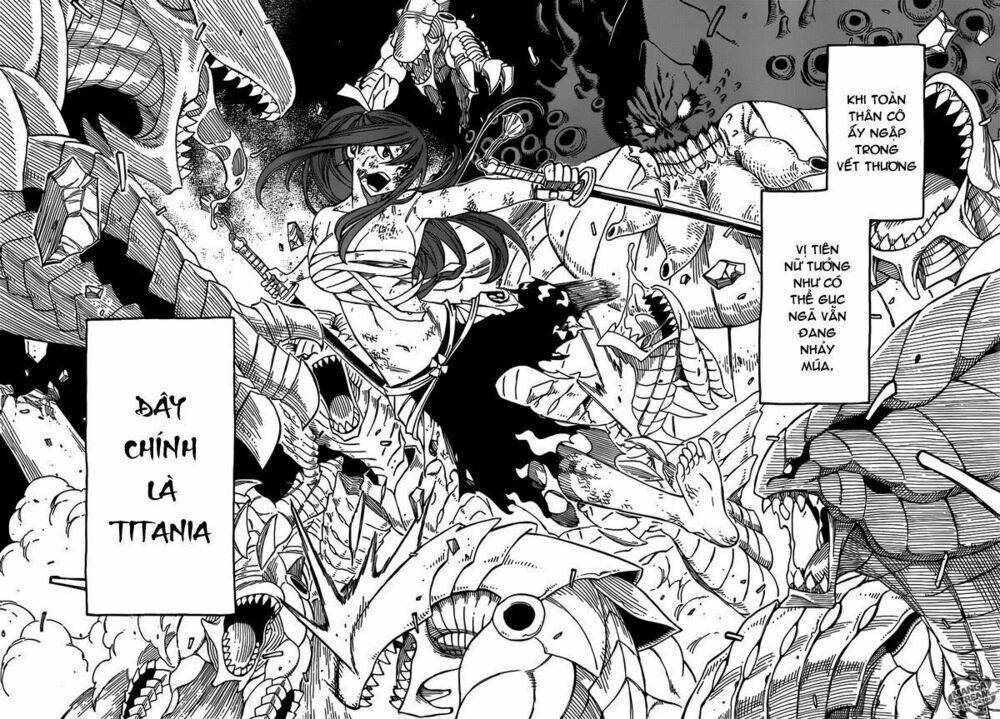 KHI TOÀN
THÂN CÔ
ẤY NGẬP
TRONG
VẾT THƯƠNG
VỊ TIÊN
NỮ TƯỞNG
NHƯ CÓ
THỂ GỤC
NGÃ VẪN
ĐANG
NHẢY
MÚA.
ĐÂY
CHÍNH
LÀ
TITANIA